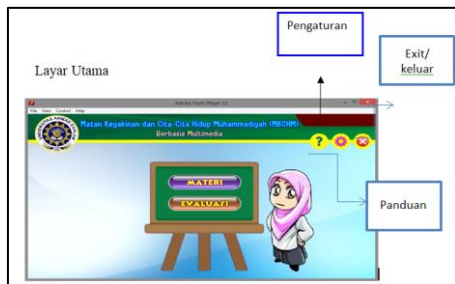 Pengaturan
Exit/
keluar
Layar Utama
Adobe Flash Player 12
File View Control Help
Matan Keyakinan dan Cita-Cita Hidup Muhammadiyah (MKCHM)
Berbasis Multimedia
?
MATERI
EVALUASI
Panduan